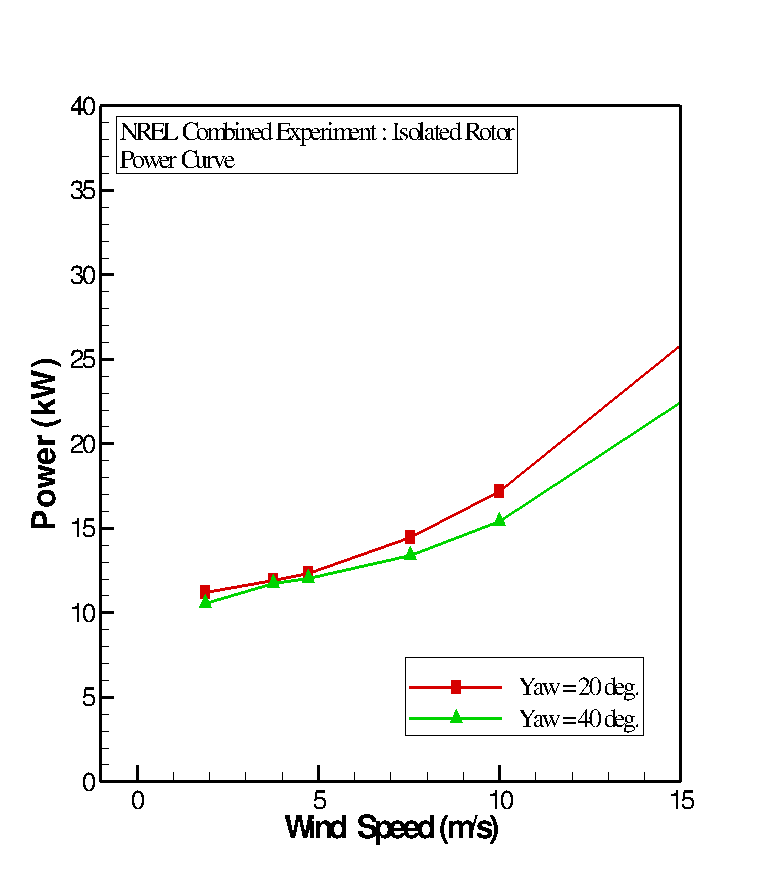 40
NREL Combined Experiment : Isolated Rotor
Power Curve
35
30
25
20
15
10
5
0
Power (kW)
Yaw = 20 deg.
Yaw = 40 deg.
0 5 10 15
Wind Speed (m/s)